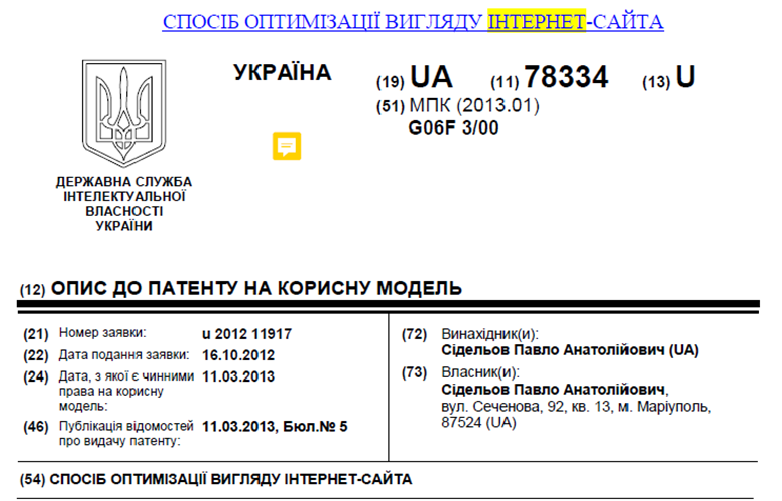 СПОСІБ ОПТИМІЗАЦІЇ ВИГЛЯДУ ІНТЕРНЕТ-САЙТА
УКРАЇНА
(19) UA (11) 78334 (13) U
(51) МПК (2013.01)
G06F 3/00
ДЕРЖАВНА СЛУЖБА
ІНТЕЛЕКТУАЛЬНОЇ
ВЛАСНОСТІ
УКРАЇНИ
(12) ОПИС ДО ПАТЕНТУ НА КОРИСНУ МОДЕЛЬ
(21) Номер заявки: u 2012 11917
(22) Дата подання заявки: 16.10.2012
(24) Дата, з якої є чинними 11.03.2013
права на корисну
модель:
(46) Публікація відомостей 11.03.2013, Бюл.№ 5
про видачу патенту:
(72) Винахідник(и):
Сідельов Павло Анатолійович (UA)
(73) Власник(и):
Сідельов Павло Анатолійович,
вул. Сеченова, 92, кв. 13, м. Маріуполь,
87524 (UA)
(54) СПОСІБ ОПТИМІЗАЦІЇ ВИГЛЯДУ ІНТЕРНЕТ-САЙТА